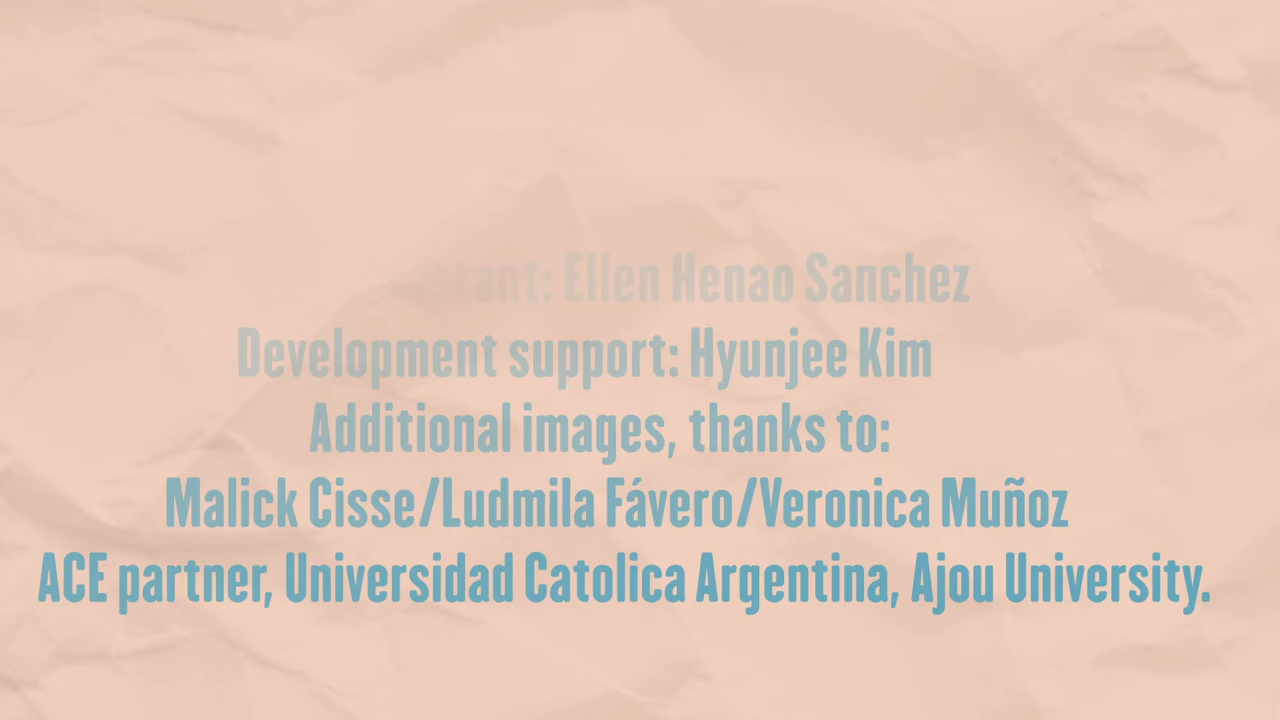 Ellen Henao Sanchez
Development support: Hyunjee Kim
Additional images, thanks to:
Malick Cisse/Ludmila Fávero/Veronica Muñoz
ACE partner, Universidad Catolica Argentina, Ajou University.